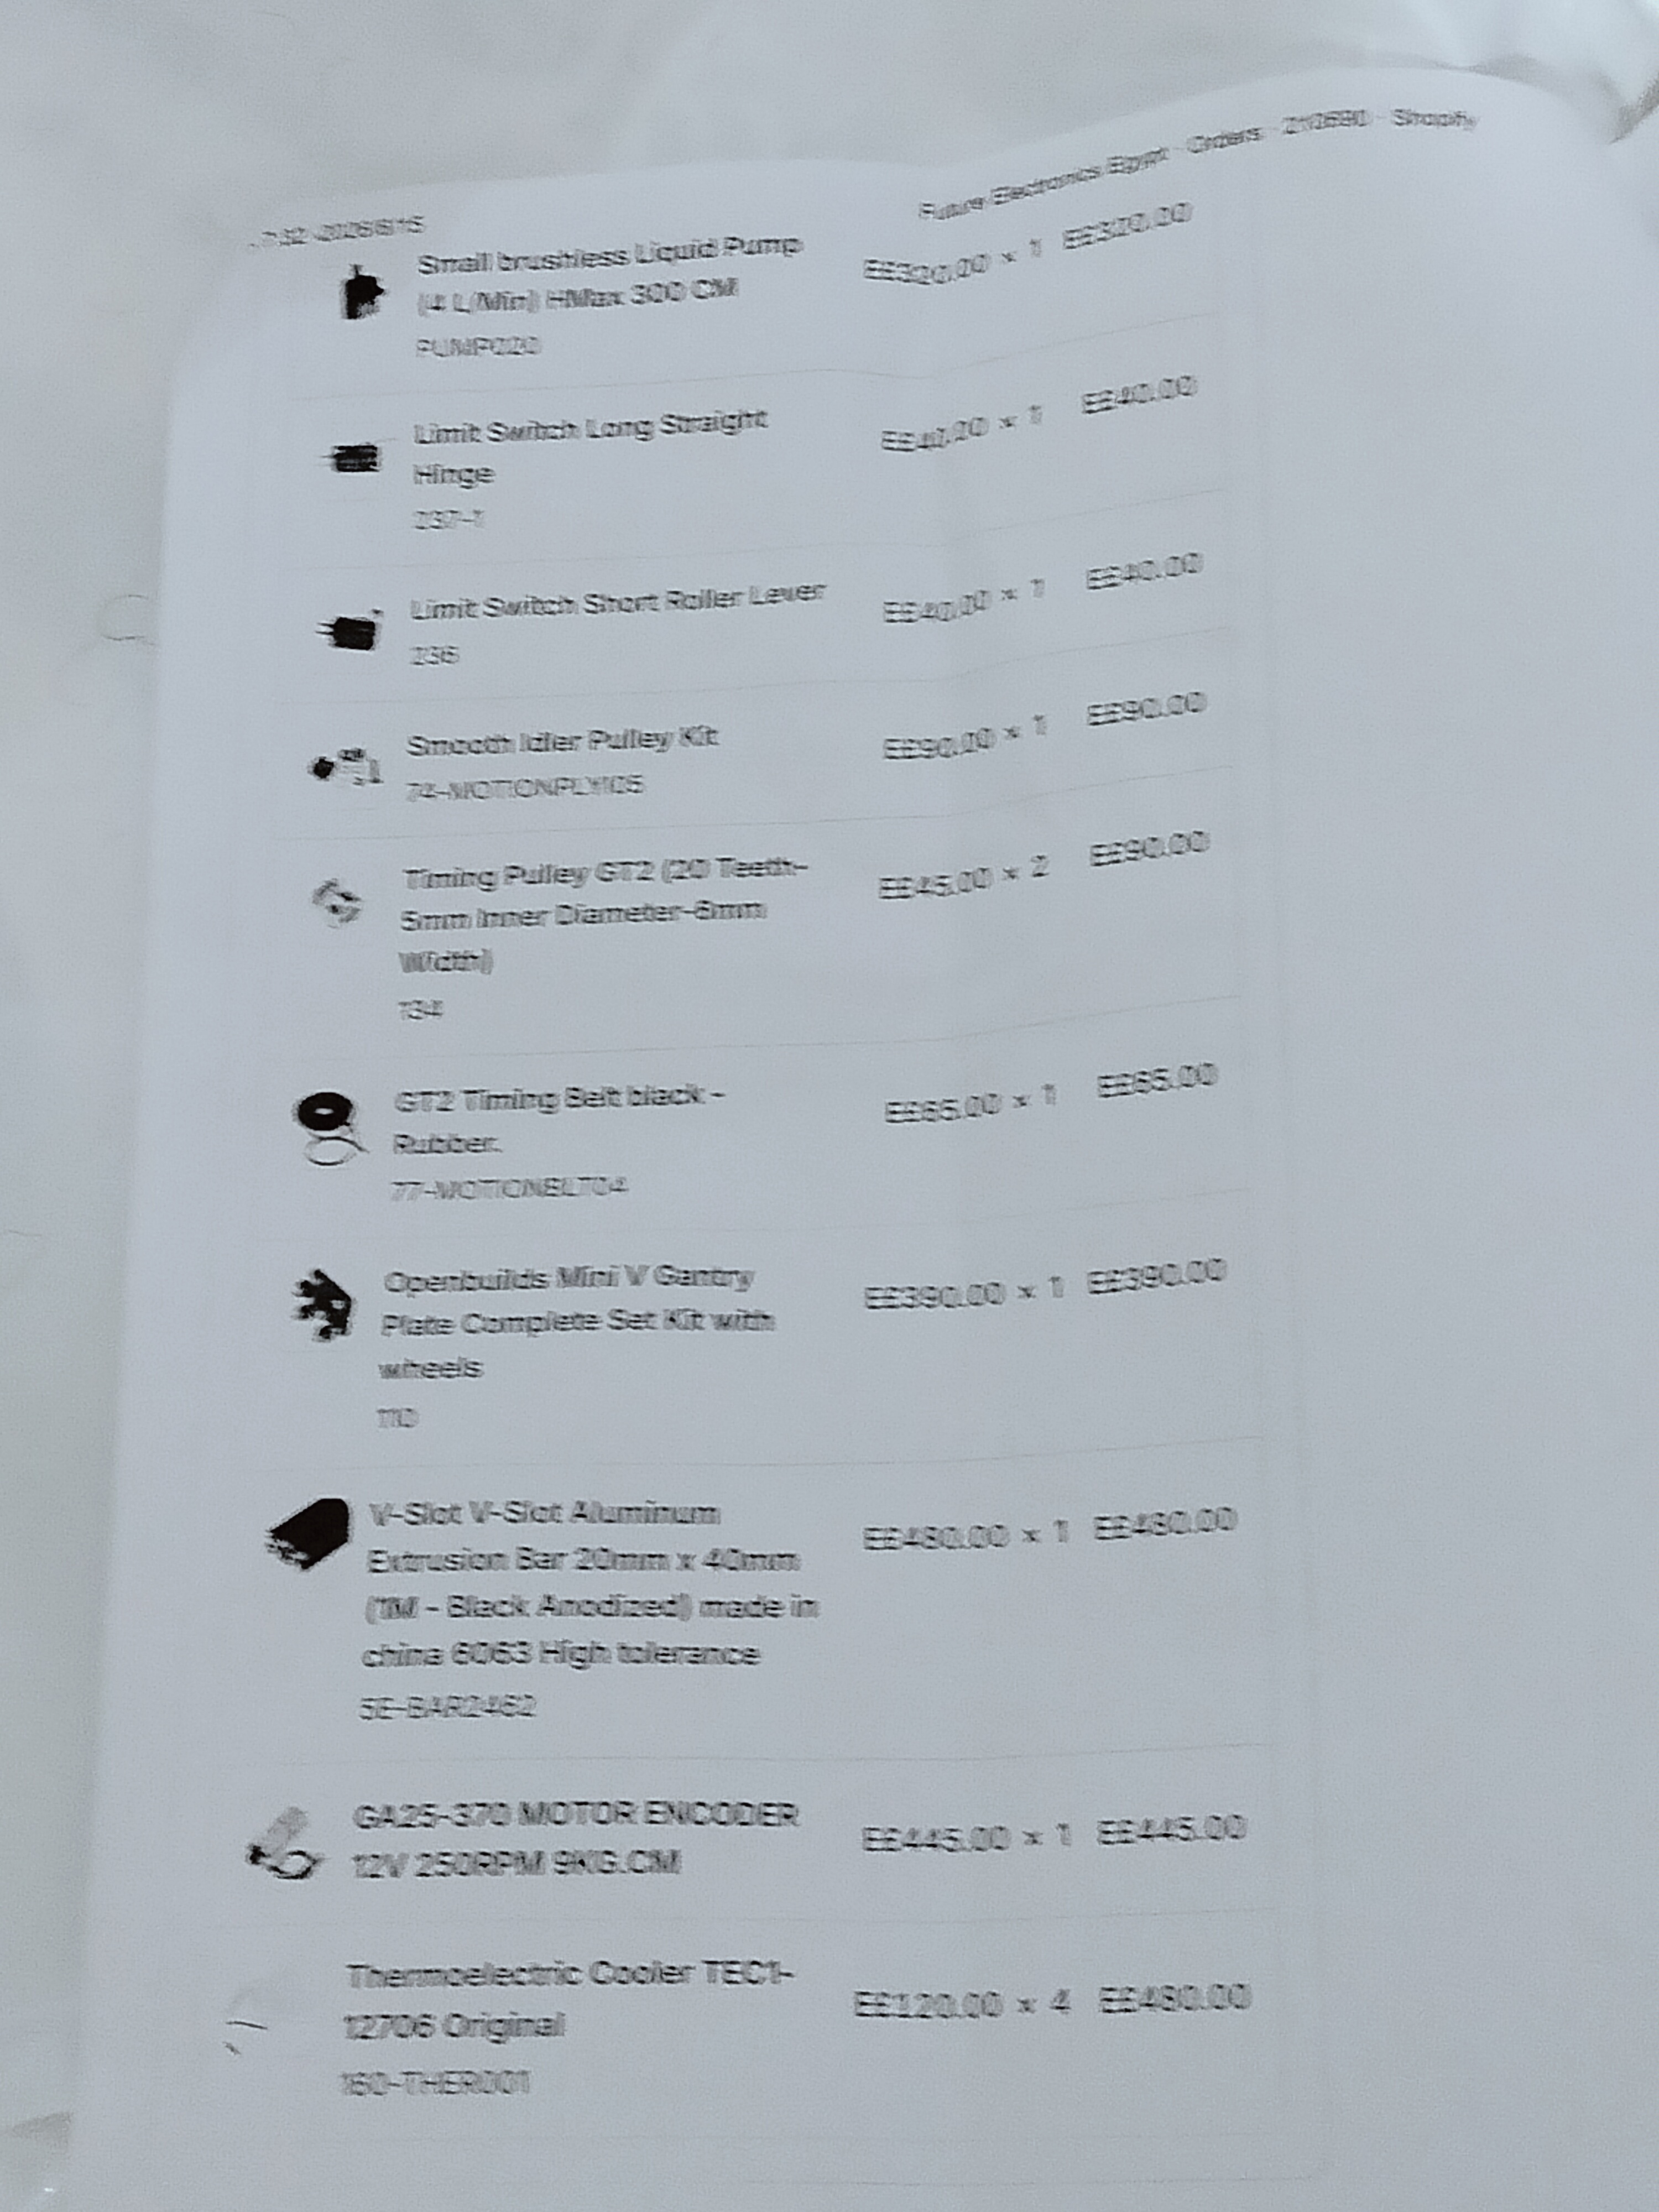 Future Electronics Egypt · Orders · · Shopify
Small brushless Liquid Pump
(4 L/Min) HMax 300 CM
PUMP020
E£320.00 × 1 E£320.00
Limit Switch Long Straight
Hinge
237-1
E£40.00 × 1 E£40.00
Limit Switch Short Roller Lever
236
E£40.00 × 1 E£40.00
Smooth Idler Pulley Kit
E£90.00 × 1 E£90.00
Timing Pulley GT2 (20 Teeth-
5mm Inner Diameter-6mm
Width)
134
E£45.00 × 2 E£90.00
GT2 Timing Belt black -
Rubber.
77-MOTIONBLT04
E£65.00 × 1 E£65.00
Openbuilds Mini V Gantry
Plate Complete Set Kit with
wheels
110
E£390.00 × 1 E£390.00
V-Slot V-Slot Aluminum
Extrusion Bar 20mm x 40mm
(1M - Black Anodized) made in
china 6063 High tolerance
E£480.00 × 1 E£480.00
GA25-370 MOTOR ENCODER
12V 250RPM 9KG.CM
E£445.00 × 1 E£445.00
Thermoelectric Cooler TEC1-
12706 Original
160-THER001
E£120.00 × 4 E£480.00